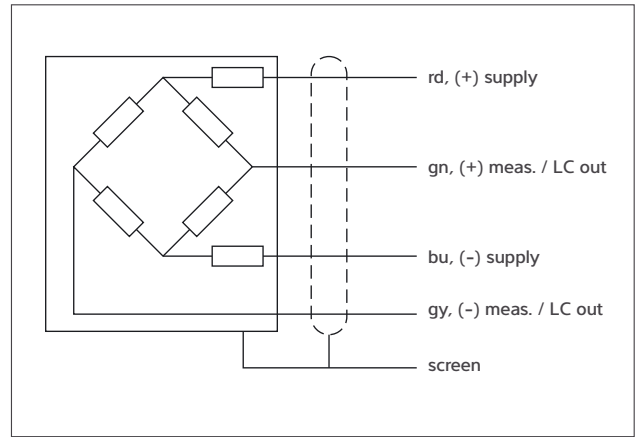 rd, (+) supply
gn, (+) meas. / LC out
bu, (-) supply
gy, (-) meas. / LC out
screen